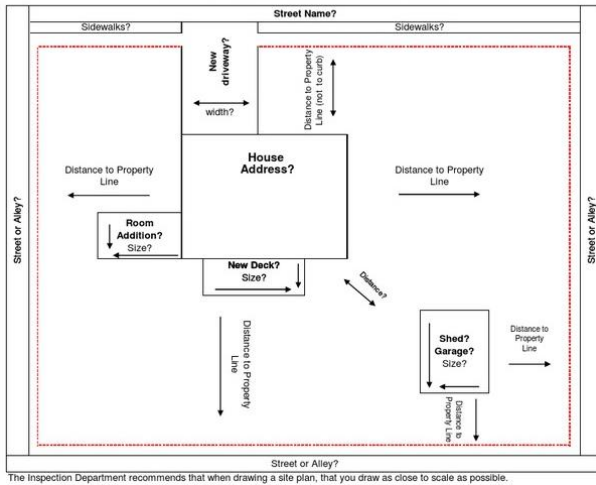 Street Name?
Sidewalks?
Sidewalks?
New
driveway?
width?
Distance to Property
Line (not to curb)
House
Address?
Distance to Property
Line
Distance to Property
Line
Street or Alley?
Street or Alley?
Room
Addition?
Size?
New Deck?
Size?
Distance?
Distance to Property
Line
Shed?
Garage?
Size?
Distance to
Property
Line
Distance to
Property Line
Street or Alley?
The Inspection Department recommends that when drawing a site plan, that you draw as close to scale as possible.